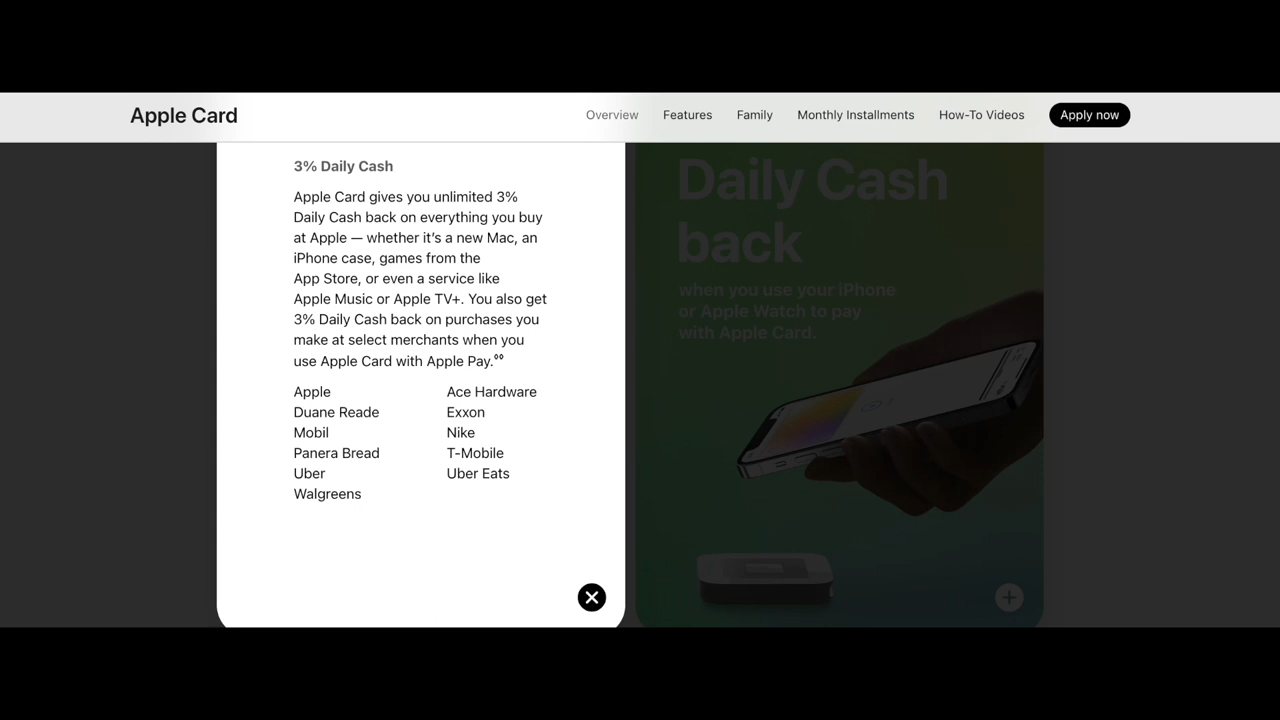 Apple Card
Overview
Features
Family
Monthly Installments
How-To Videos
Apply now
3% Daily Cash
Apple Card gives you unlimited 3%
Daily Cash back on everything you buy
at Apple — whether it’s a new Mac, an
iPhone case, games from the
App Store, or even a service like
Apple Music or Apple TV+. You also get
3% Daily Cash back on purchases you
make at select merchants when you
use Apple Card with Apple Pay.◊◊
Apple
Duane Reade
Mobil
Panera Bread
Uber
Walgreens
Ace Hardware
Exxon
Nike
T-Mobile
Uber Eats
Daily Cash
back
when you use your iPhone
or Apple Watch to pay
with Apple Card.